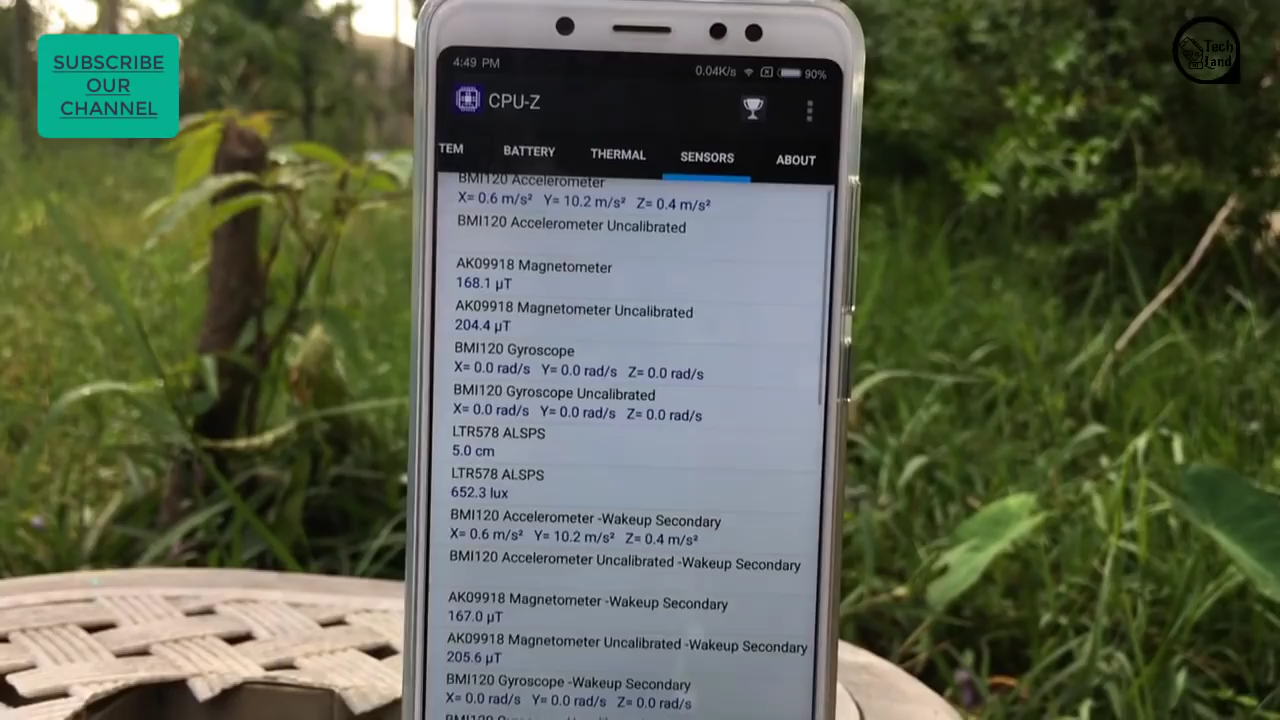 SUBSCRIBE
OUR
CHANNEL
Tech
Land
4:49 PM
0.04K/s
90%
CPU-Z
TEM BATTERY THERMAL SENSORS ABOUT
BMI120 Accelerometer
X= 0.6 m/s² Y= 10.2 m/s² Z= 0.4 m/s²
BMI120 Accelerometer Uncalibrated
AK09918 Magnetometer
168.1 μT
AK09918 Magnetometer Uncalibrated
204.4 μT
BMI120 Gyroscope
X= 0.0 rad/s Y= 0.0 rad/s Z= 0.0 rad/s
BMI120 Gyroscope Uncalibrated
X= 0.0 rad/s Y= 0.0 rad/s Z= 0.0 rad/s
LTR578 ALSPS
5.0 cm
LTR578 ALSPS
652.3 lux
BMI120 Accelerometer -Wakeup Secondary
X= 0.6 m/s² Y= 10.2 m/s² Z= 0.4 m/s²
BMI120 Accelerometer Uncalibrated -Wakeup Secondary
AK09918 Magnetometer -Wakeup Secondary
167.0 μT
AK09918 Magnetometer Uncalibrated -Wakeup Secondary
205.6 μT
BMI120 Gyroscope -Wakeup Secondary
X= 0.0 rad/s Y= 0.0 rad/s Z= 0.0 rad/s